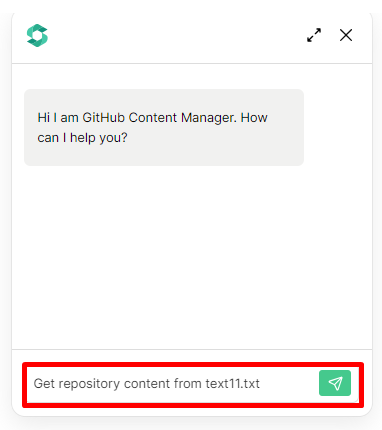 Hi I am GitHub Content Manager. How
can I help you?
Get repository content from text11.txt